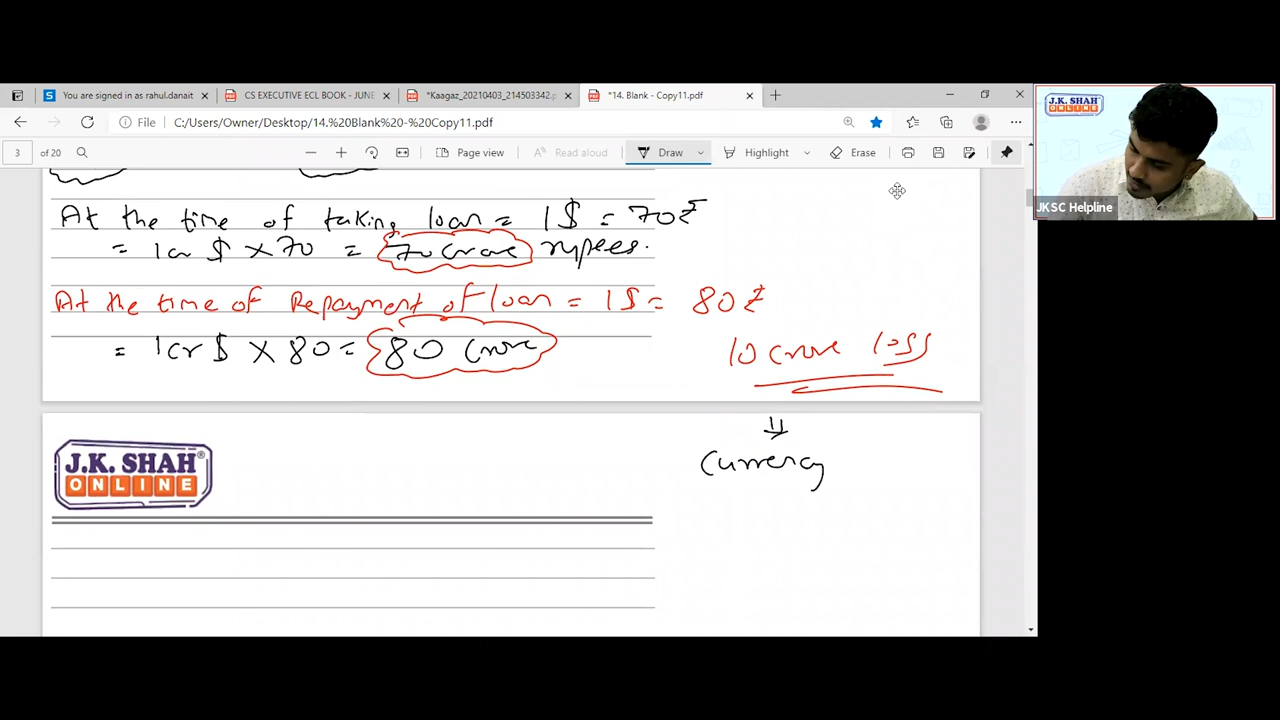 You are signed in as rahul.danait
CS EXECUTIVE ECL BOOK - JUNE
*Kaagaz_20210403_214503342.p
*14. Blank - Copy11.pdf
File
C:/Users/Owner/Desktop/14.%20Blank%20-%20Copy11.pdf
3 of 20
Page view
Read aloud
Draw
Highlight
Erase
J.K. SHAH ONLINE
JKSC Helpline
At the time of taking loan = 1$ = 70₹
= 1cr $ × 70 = 70 crore rupees.
At the time of Repayment of loan = 1$ = 80₹
= 1cr $ × 80 = 80 crore
10 crore loss
⇓
Currency
J.K. SHAH®
ONLINE